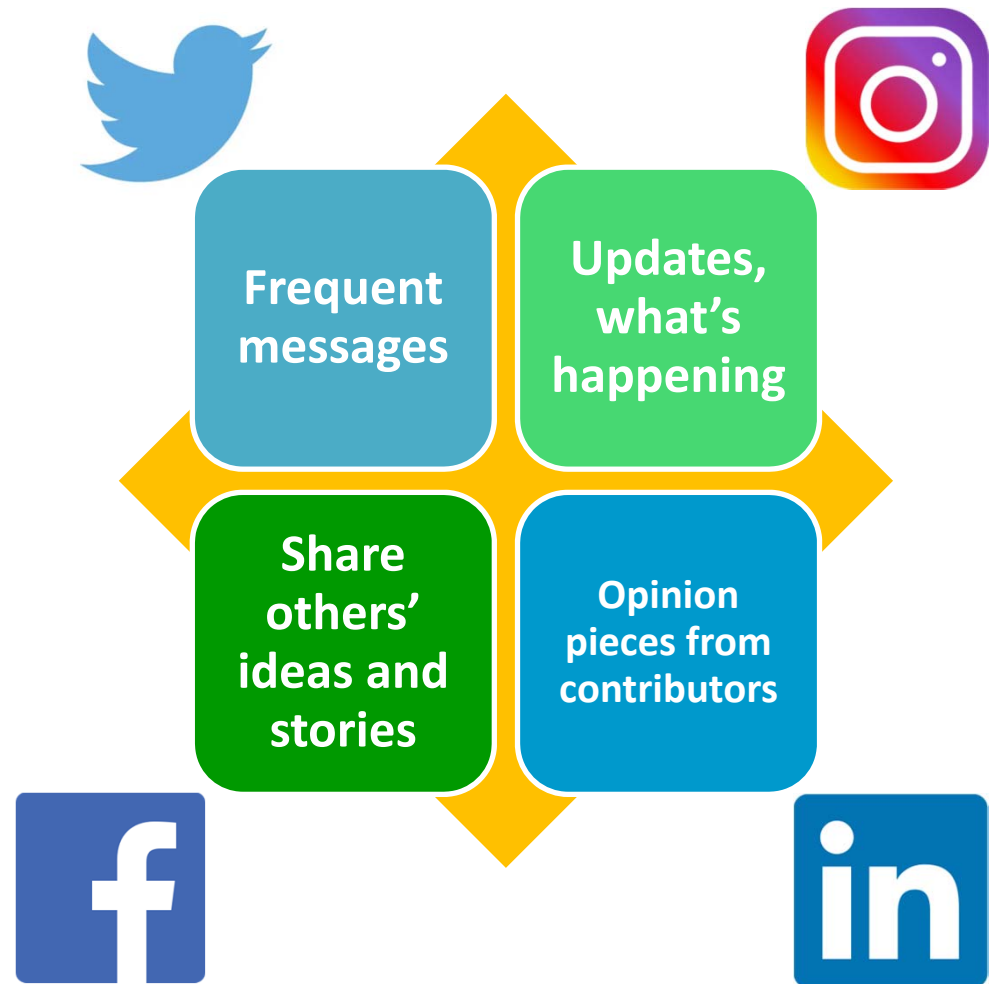 Frequent
messages
Updates,
what’s
happening
Share
others’
ideas and
stories
Opinion
pieces from
contributors
f
in